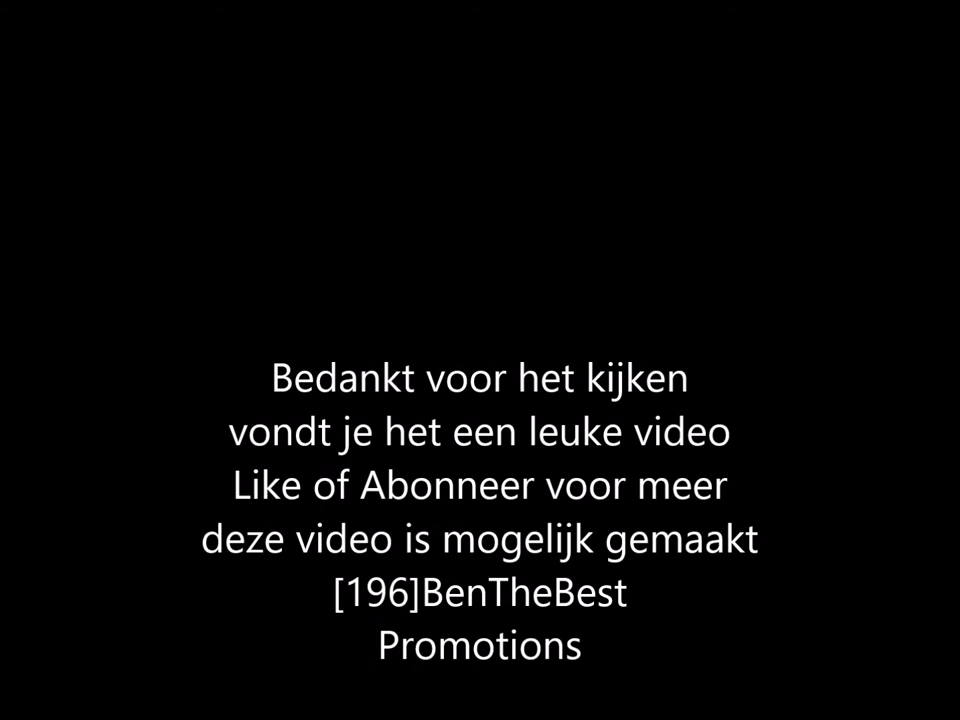 Bedankt voor het kijken
vondt je het een leuke video
Like of Abonneer voor meer
deze video is mogelijk gemaakt
[196]BenTheBest
Promotions